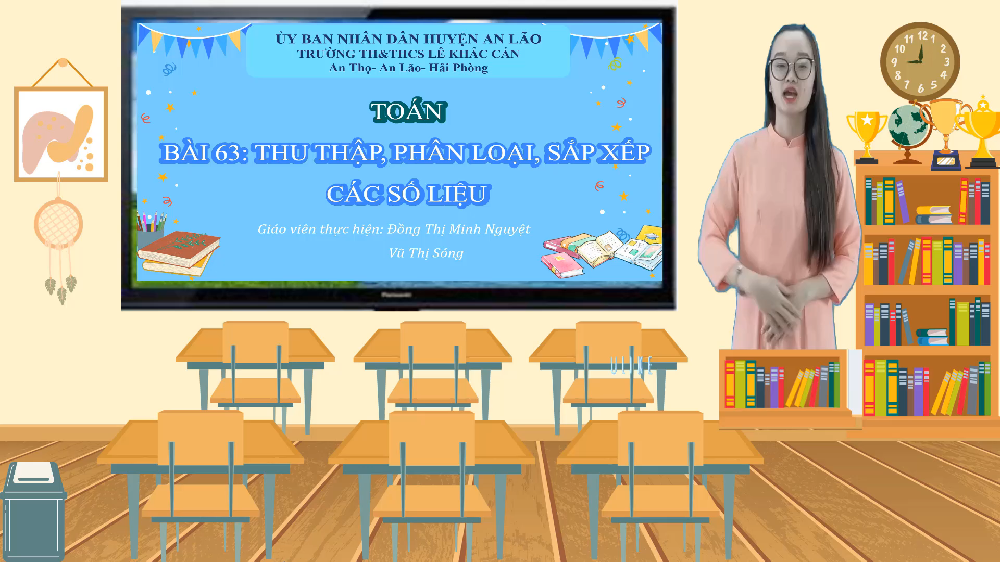 ỦY BAN NHÂN DÂN HUYỆN AN LÃO
TRƯỜNG TH&THCS LÊ KHẮC CẨN
An Thọ- An Lão- Hải Phòng
TOÁN
BÀI 63: THU THẬP, PHÂN LOẠI, SẮP XẾP
CÁC SỐ LIỆU
Giáo viên thực hiện: Đồng Thị Minh Nguyệt
Vũ Thị Sóng
Panasonic
ULIKE
11 12 1
10 2
9 3
8 4
7 6 5